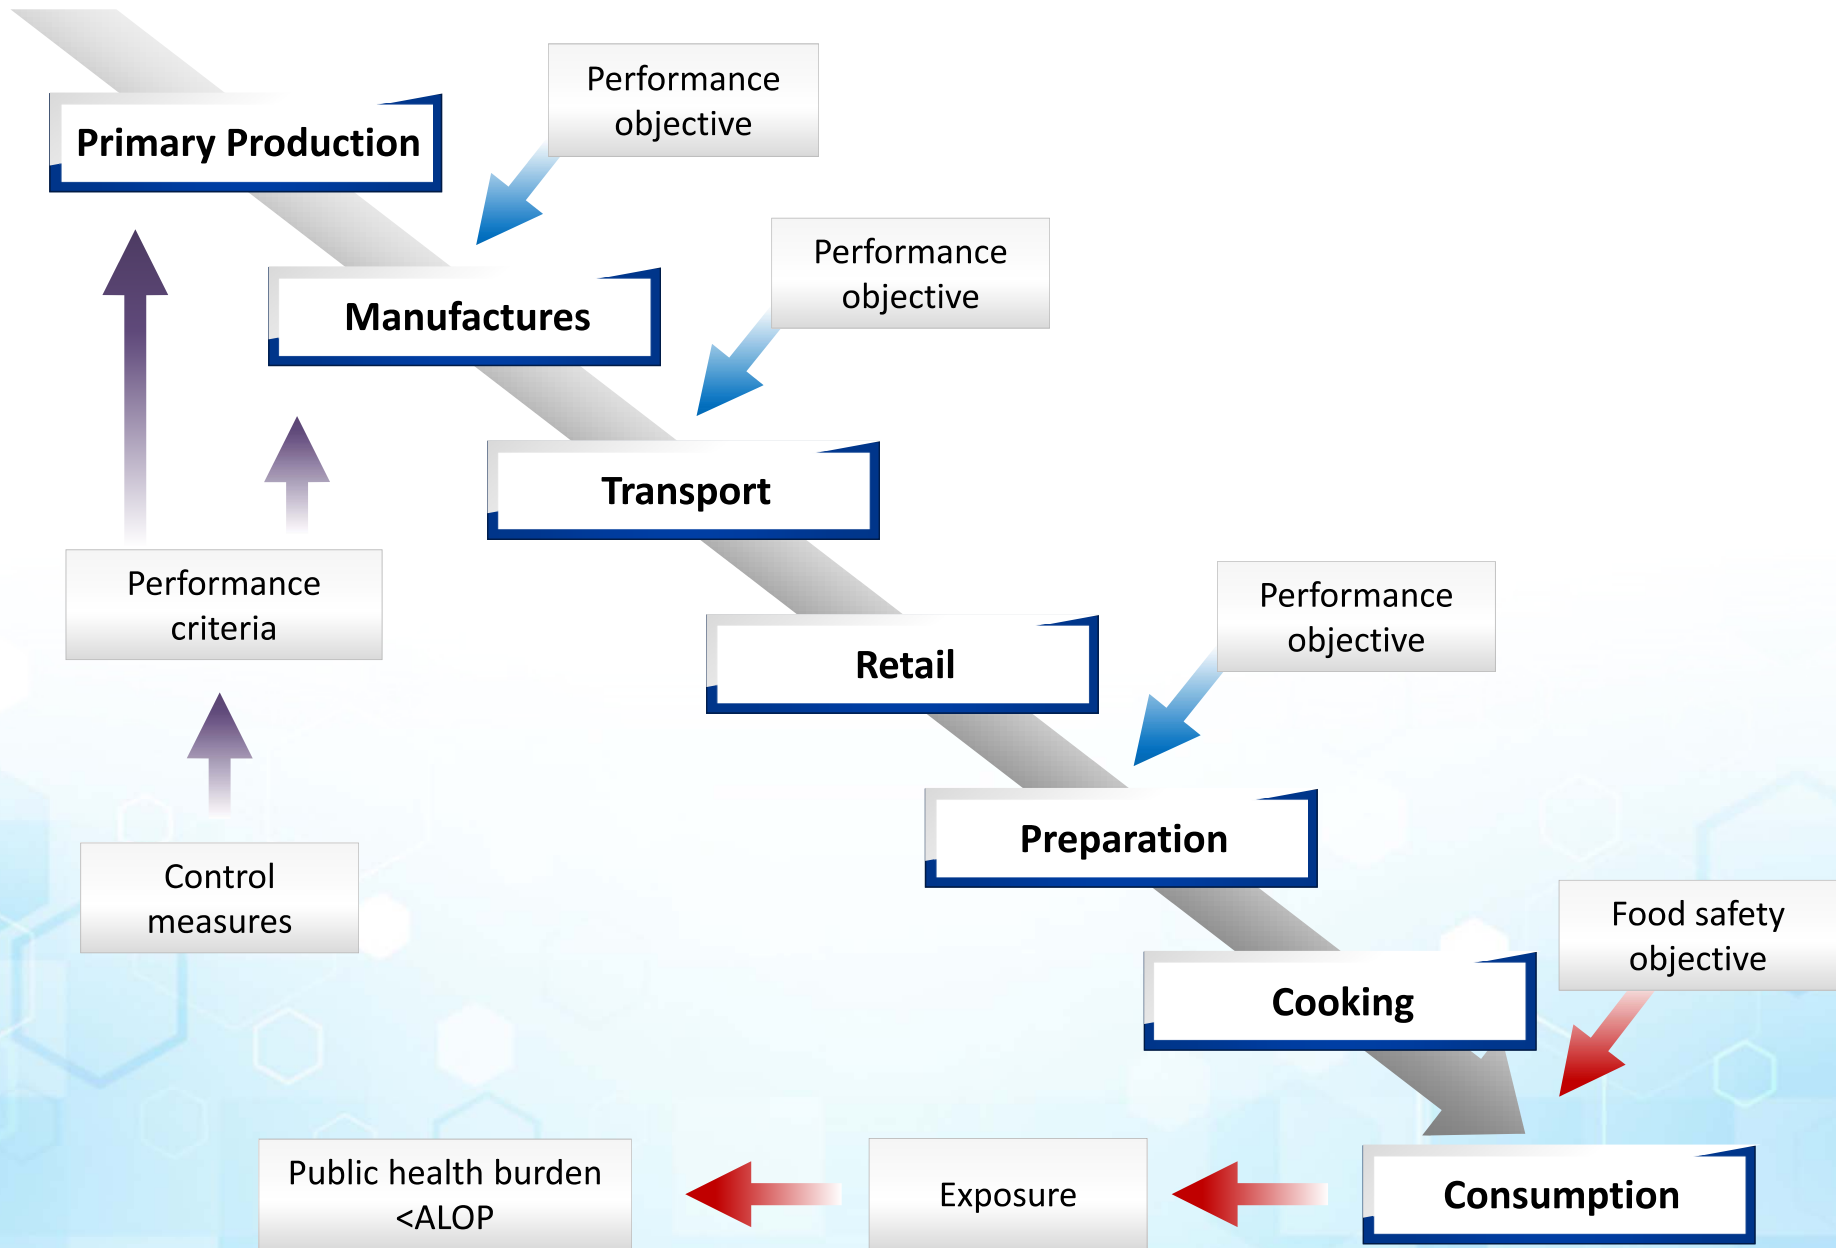 Performance
objective
Primary Production
Performance
objective
Manufactures
Transport
Performance
criteria
Performance
objective
Retail
Preparation
Control
measures
Food safety
objective
Cooking
Public health burden
<ALOP
Exposure
Consumption